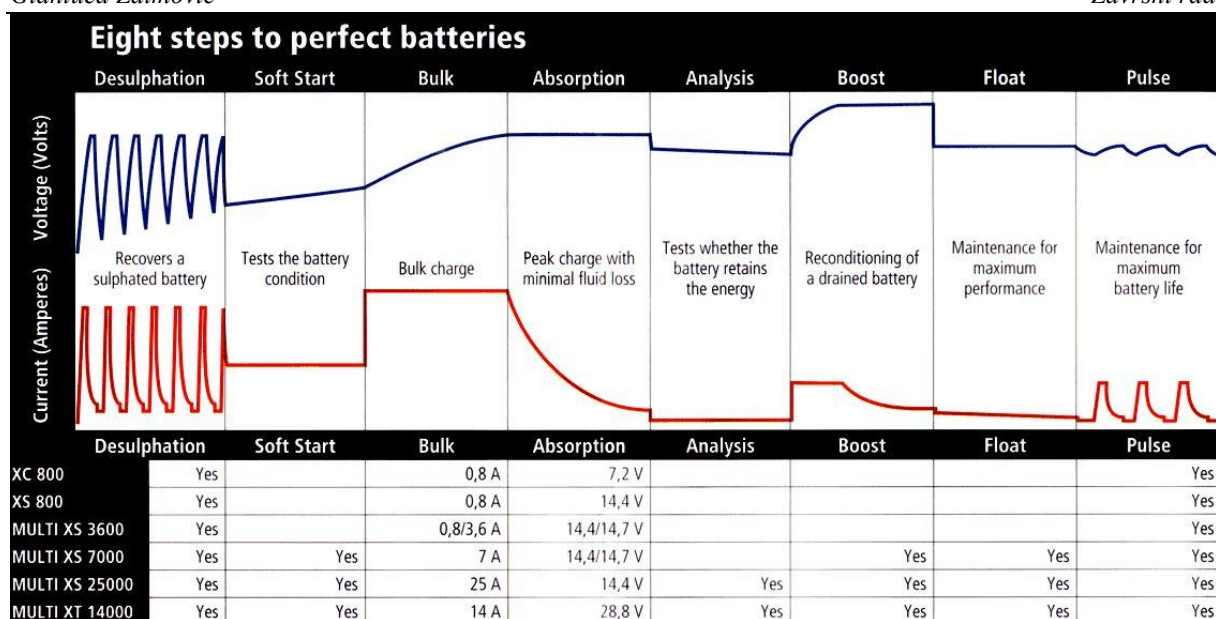 Eight steps to perfect batteries
Desulphation Soft Start Bulk Absorption Analysis Boost Float Pulse
Voltage (Volts)
Recovers a sulphated battery
Tests the battery condition
Bulk charge
Peak charge with minimal fluid loss
Tests whether the battery retains the energy
Reconditioning of a drained battery
Maintenance for maximum performance
Maintenance for maximum battery life
Current (Amperes)
Desulphation Soft Start Bulk Absorption Analysis Boost Float Pulse
XC 800 Yes 0,8 A 7,2 V Yes
XS 800 Yes 0,8 A 14,4 V Yes
MULTI XS 3600 Yes 0,8/3,6 A 14,4/14,7 V Yes
MULTI XS 7000 Yes Yes 7 A 14,4/14,7 V Yes Yes Yes
MULTI XS 25000 Yes Yes 25 A 14,4 V Yes Yes Yes Yes
MULTI XT 14000 Yes Yes 14 A 28,8 V Yes Yes Yes Yes